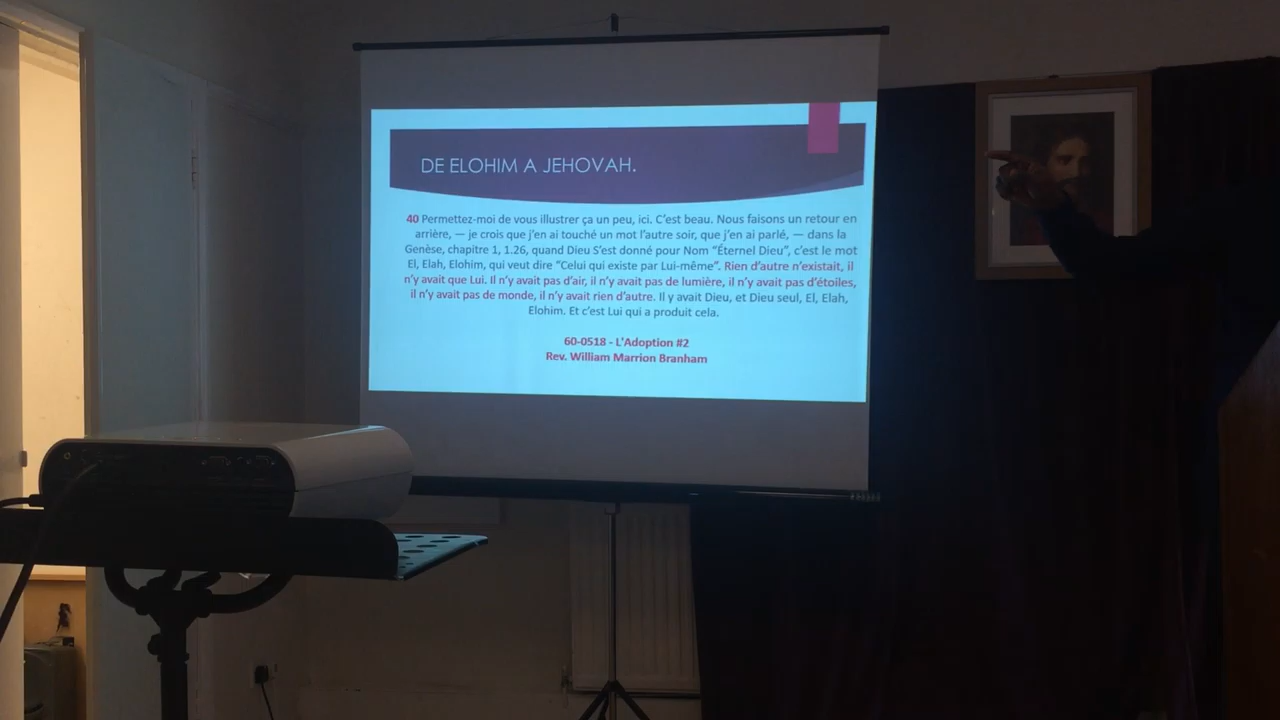 DE ELOHIM A JEHOVAH.
40 Permettez-moi de vous illustrer ça un peu, ici. C’est beau. Nous faisons un retour en
arrière, — je crois que j’en ai touché un mot l’autre soir, que j’en ai parlé, — dans la
Genèse, chapitre 1, 1.26, quand Dieu S’est donné pour Nom “Éternel Dieu”, c’est le mot
El, Elah, Elohim, qui veut dire “Celui qui existe par Lui-même”. Rien d’autre n’existait, il
n’y avait que Lui. Il n’y avait pas d’air, il n’y avait pas de lumière, il n’y avait pas d’étoiles,
il n’y avait pas de monde, il n’y avait rien d’autre. Il y avait Dieu, et Dieu seul, El, Elah,
Elohim. Et c’est Lui qui a produit cela.
60-0518 - L'Adoption #2
Rev. William Marrion Branham